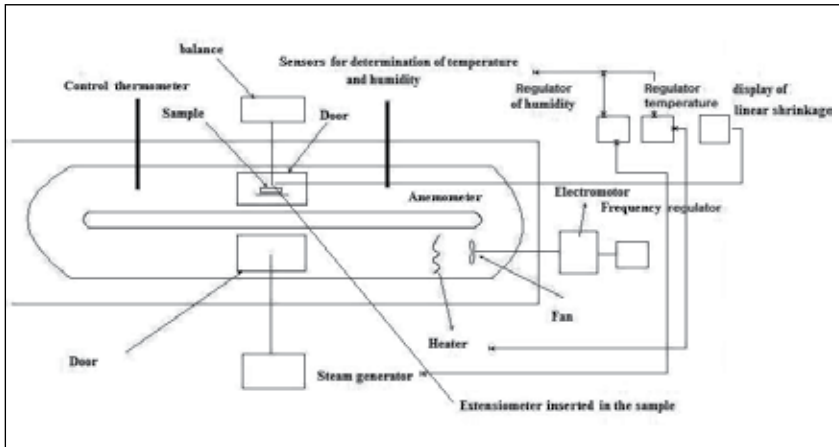 balance
Sensors for determination of temperature
and humidity
Control thermometer
Sample
Door
Regulator
of humidity
Regulator
temperature
display of
linear shrinkage
Anemometer
Electromotor
Frequency regulator
Fan
Heater
Door
Steam generator
Extensiometer inserted in the sample